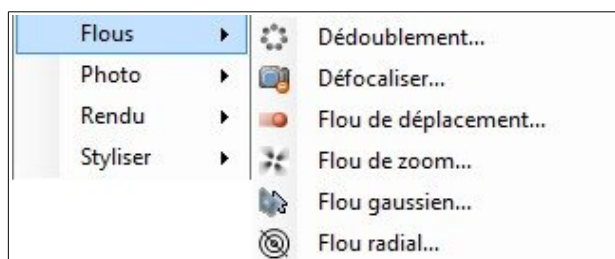 Flous
Photo
Rendu
Styliser
Dédoublement...
Défocaliser...
Flou de déplacement...
Flou de zoom...
Flou gaussien...
Flou radial...